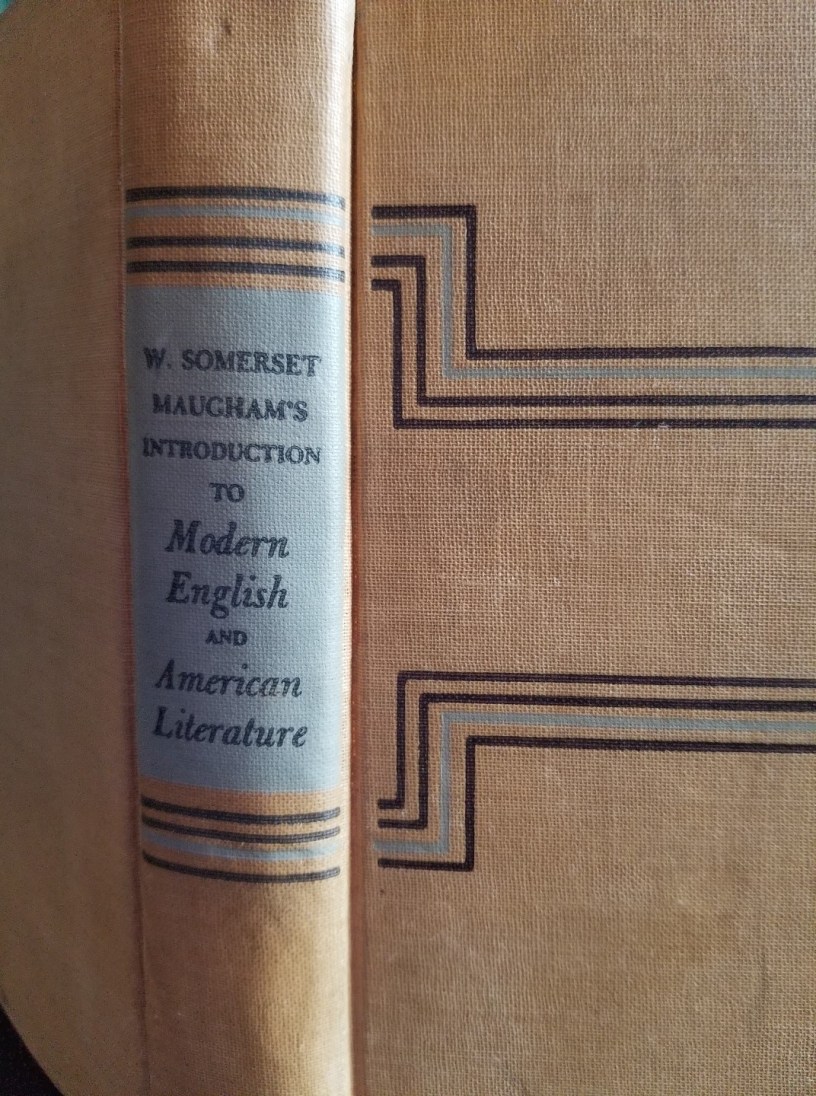 W. SOMERSET
MAUGHAM'S
INTRODUCTION
TO
Modern
English
AND
American
Literature